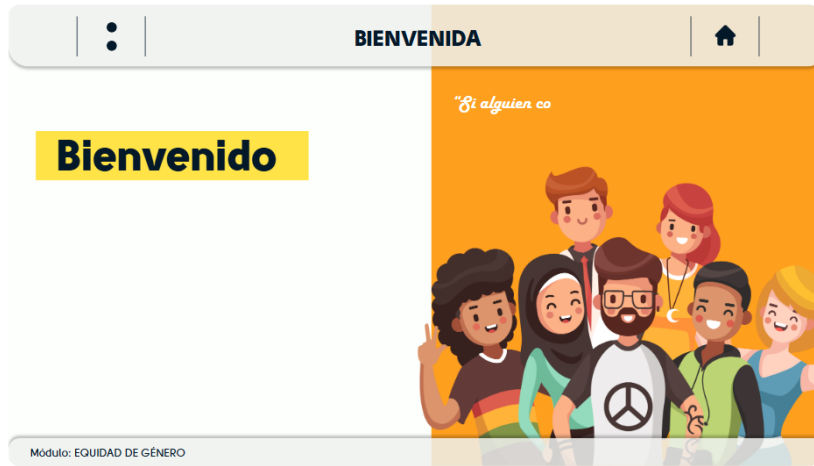 BIENVENIDA
"Si alguien co
Bienvenido
Módulo: EQUIDAD DE GÉNERO